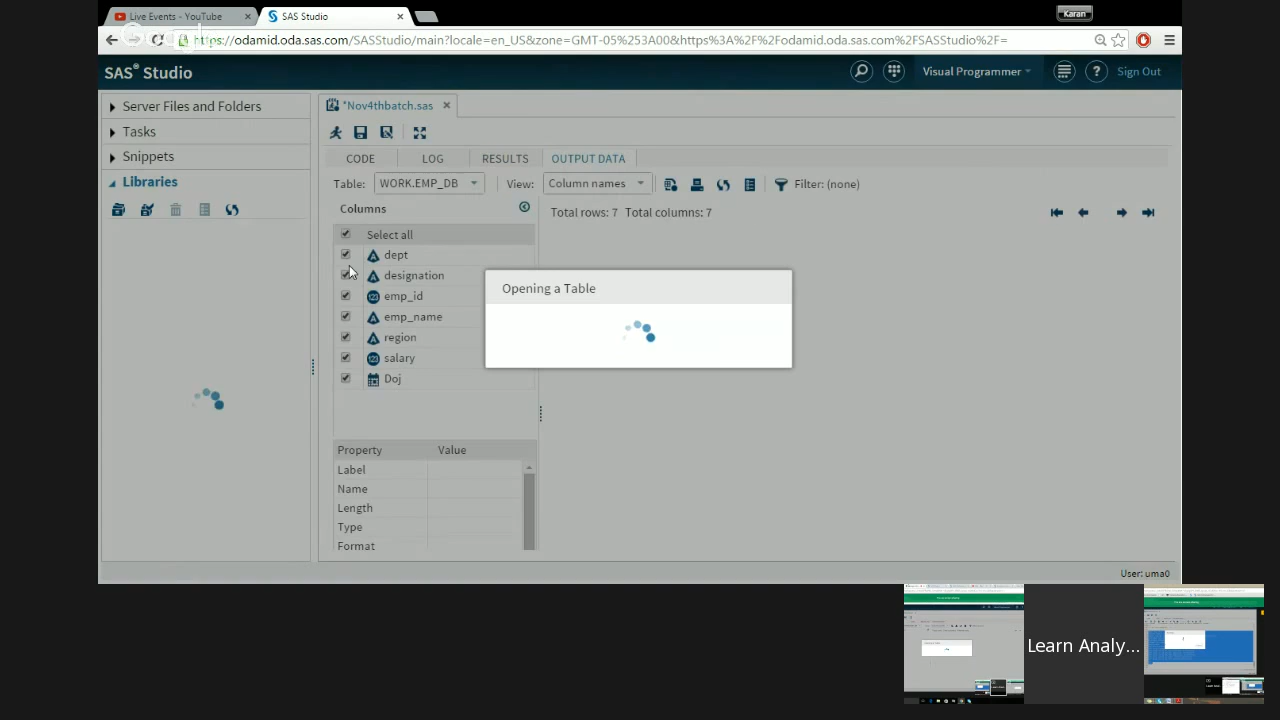 Live Events - YouTube
SAS Studio
Karan
https://odamid.oda.sas.com/SASStudio/main?locale=en_US&zone=GMT-05%253A00&https%3A%2F%2Fodamid.oda.sas.com%2FSASStudio%2F=
SAS® Studio
Visual Programmer
Sign Out
Server Files and Folders
Tasks
Snippets
Libraries
*Nov4thbatch.sas
CODE LOG RESULTS OUTPUT DATA
Table: WORK.EMP_DB View: Column names Filter: (none)
Columns
Total rows: 7 Total columns: 7
Select all
dept
designation
emp_id
emp_name
region
salary
Doj
Opening a Table
Property Value
Label
Name
Length
Type
Format
User: uma0
Learn Analy...